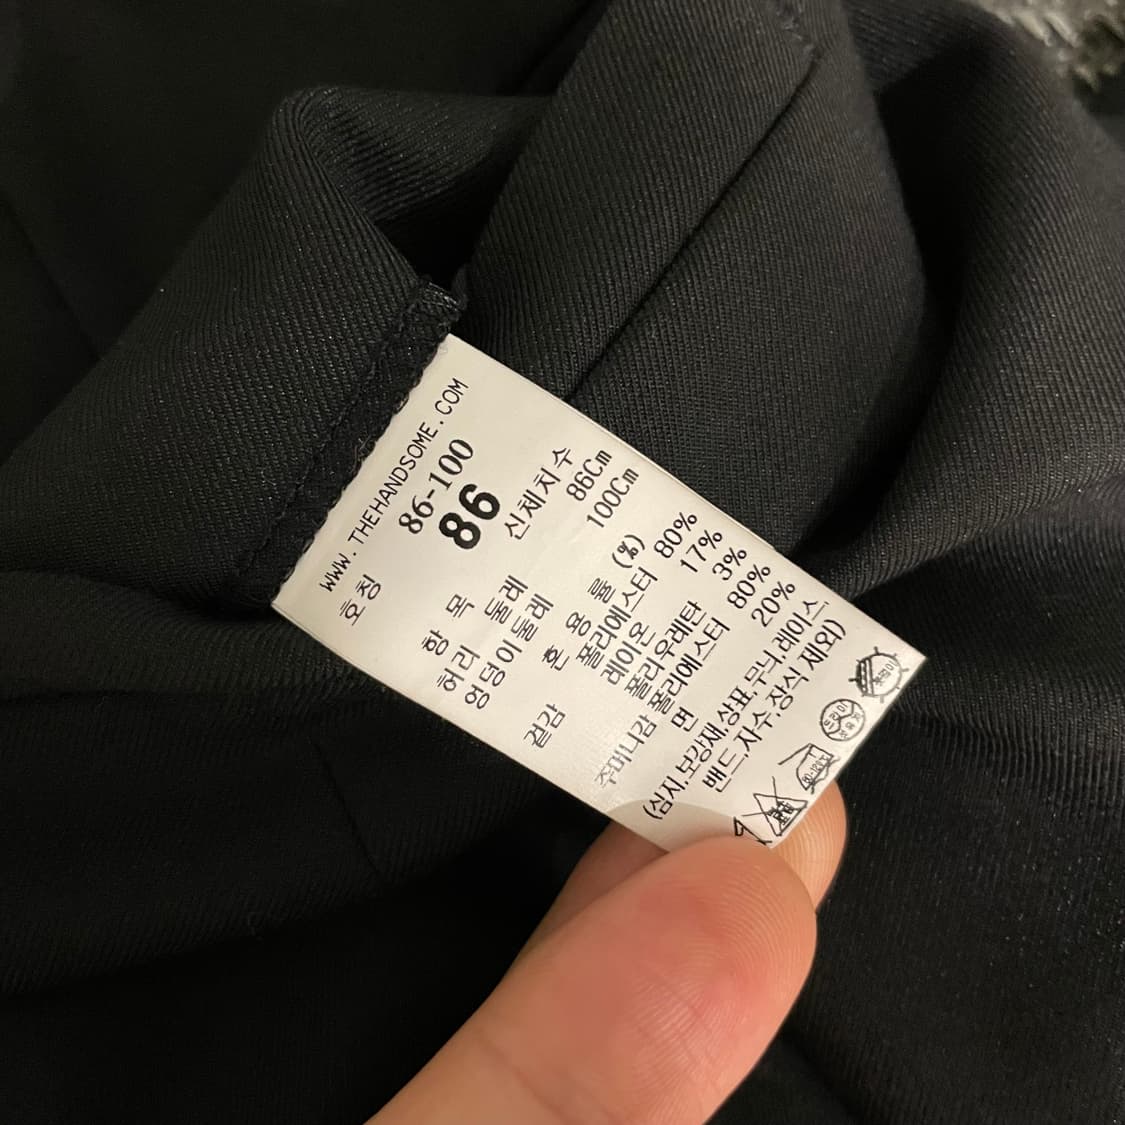 WWW.THEHANDSOME.COM
호칭 86-100
86
항목 신체치수
허리둘레 86Cm
엉덩이둘레 100Cm
혼용률 (%)
겉감 폴리에스터 80%
레이온 17%
폴리우레탄 3%
주머니감 폴리에스터 80%
면 20%
(심지,보강재,상표,무늬,레이스,
밴드,자수,장식 제외)
드라이